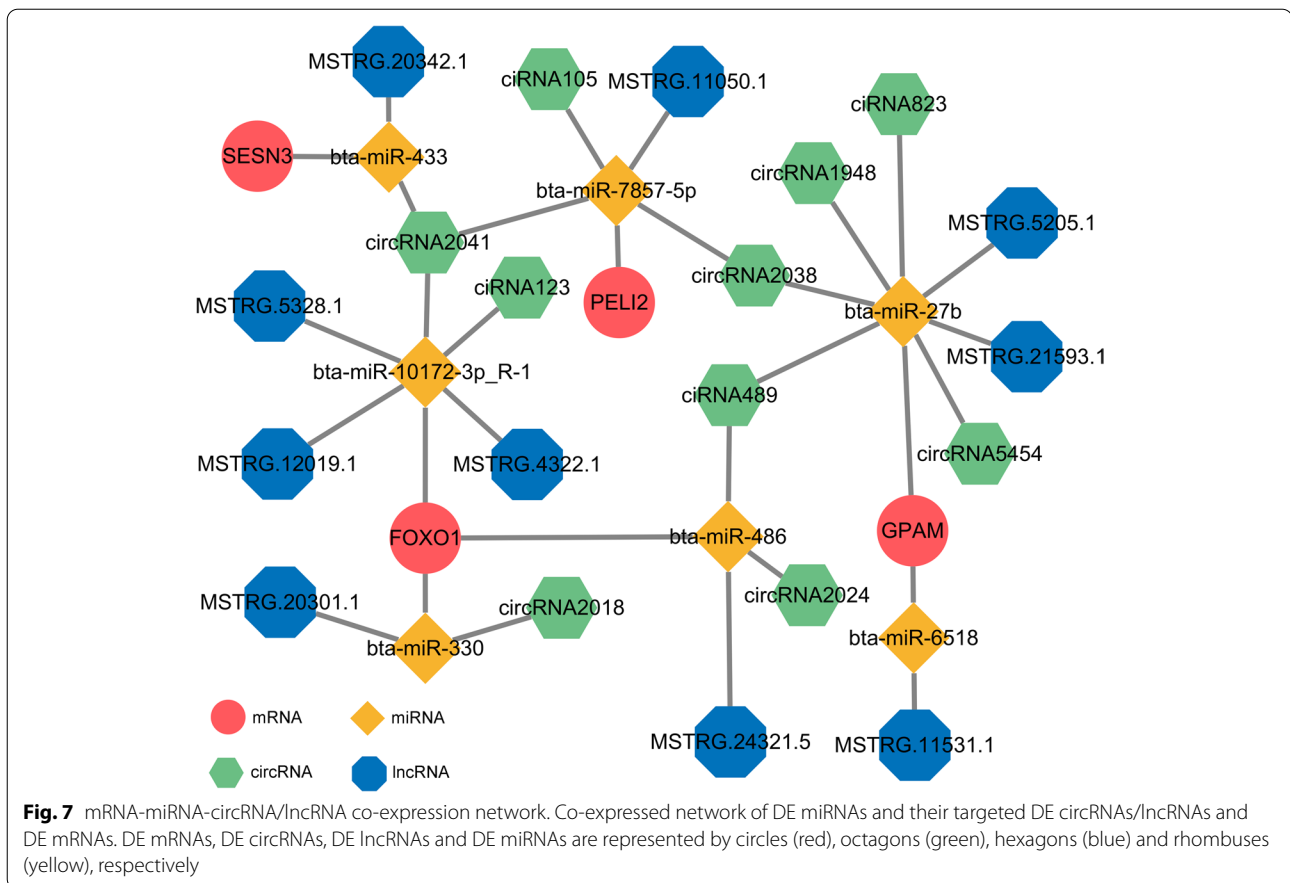 MSTRG.20342.1
ciRNA105
MSTRG.11050.1
ciRNA823
SESN3
bta-miR-433
circRNA1948
bta-miR-7857-5p
MSTRG.5205.1
circRNA2041
circRNA2038
ciRNA123
PELI2
MSTRG.5328.1
bta-miR-27b
MSTRG.21593.1
bta-miR-10172-3p_R-1
ciRNA489
circRNA5454
MSTRG.12019.1
MSTRG.4322.1
FOXO1
bta-miR-486
GPAM
MSTRG.20301.1
circRNA2018
circRNA2024
bta-miR-330
bta-miR-6518
mRNA
miRNA
MSTRG.24321.5
MSTRG.11531.1
circRNA
lncRNA
Fig. 7 mRNA-miRNA-circRNA/lncRNA co-expression network. Co-expressed network of DE miRNAs and their targeted DE circRNAs/lncRNAs and
DE mRNAs. DE mRNAs, DE circRNAs, DE lncRNAs and DE miRNAs are represented by circles (red), octagons (green), hexagons (blue) and rhombuses
(yellow), respectively